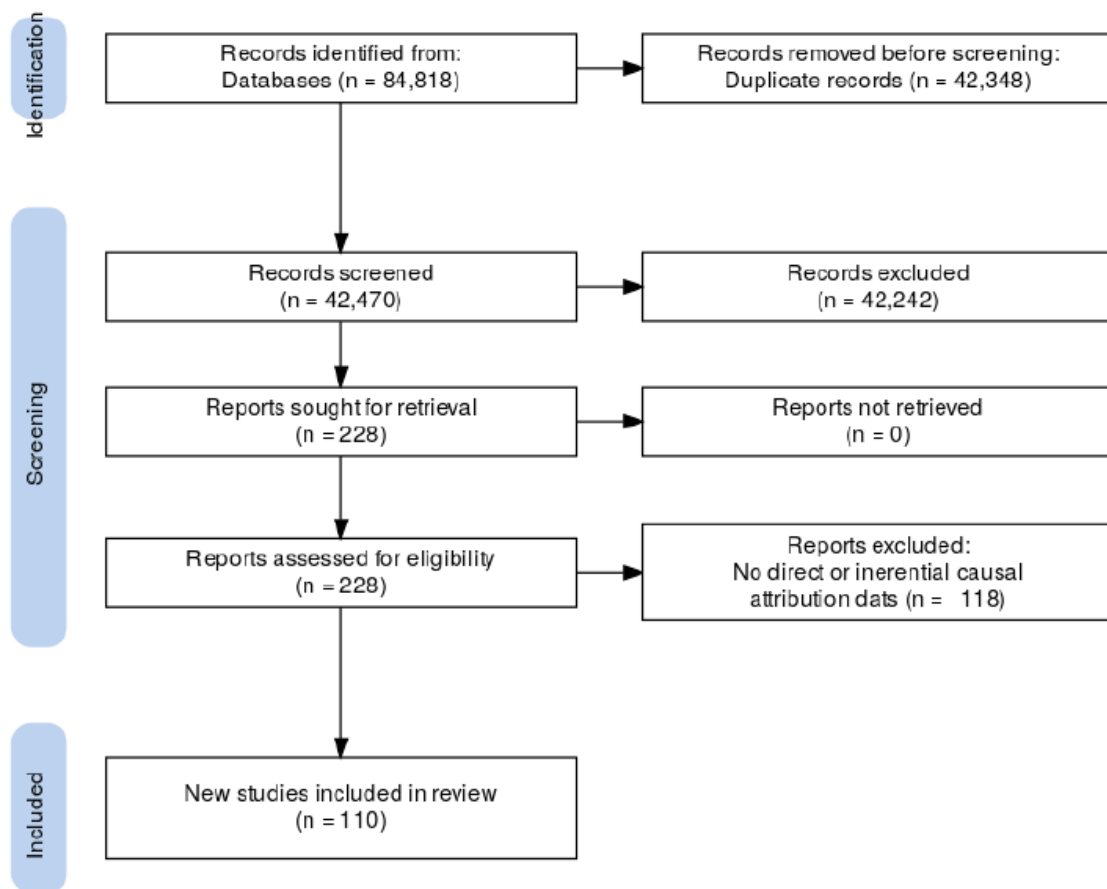 Identification
Records identified from:
Databases (n = 84,818)
Records removed before screening:
Duplicate records (n = 42,348)
Screening
Records screened
(n = 42,470)
Records excluded
(n = 42,242)
Reports sought for retrieval
(n = 228)
Reports not retrieved
(n = 0)
Reports assessed for eligibility
(n = 228)
Reports excluded:
No direct or inerential causal
attribution dats (n = 118)
Included
New studies included in review
(n = 110)